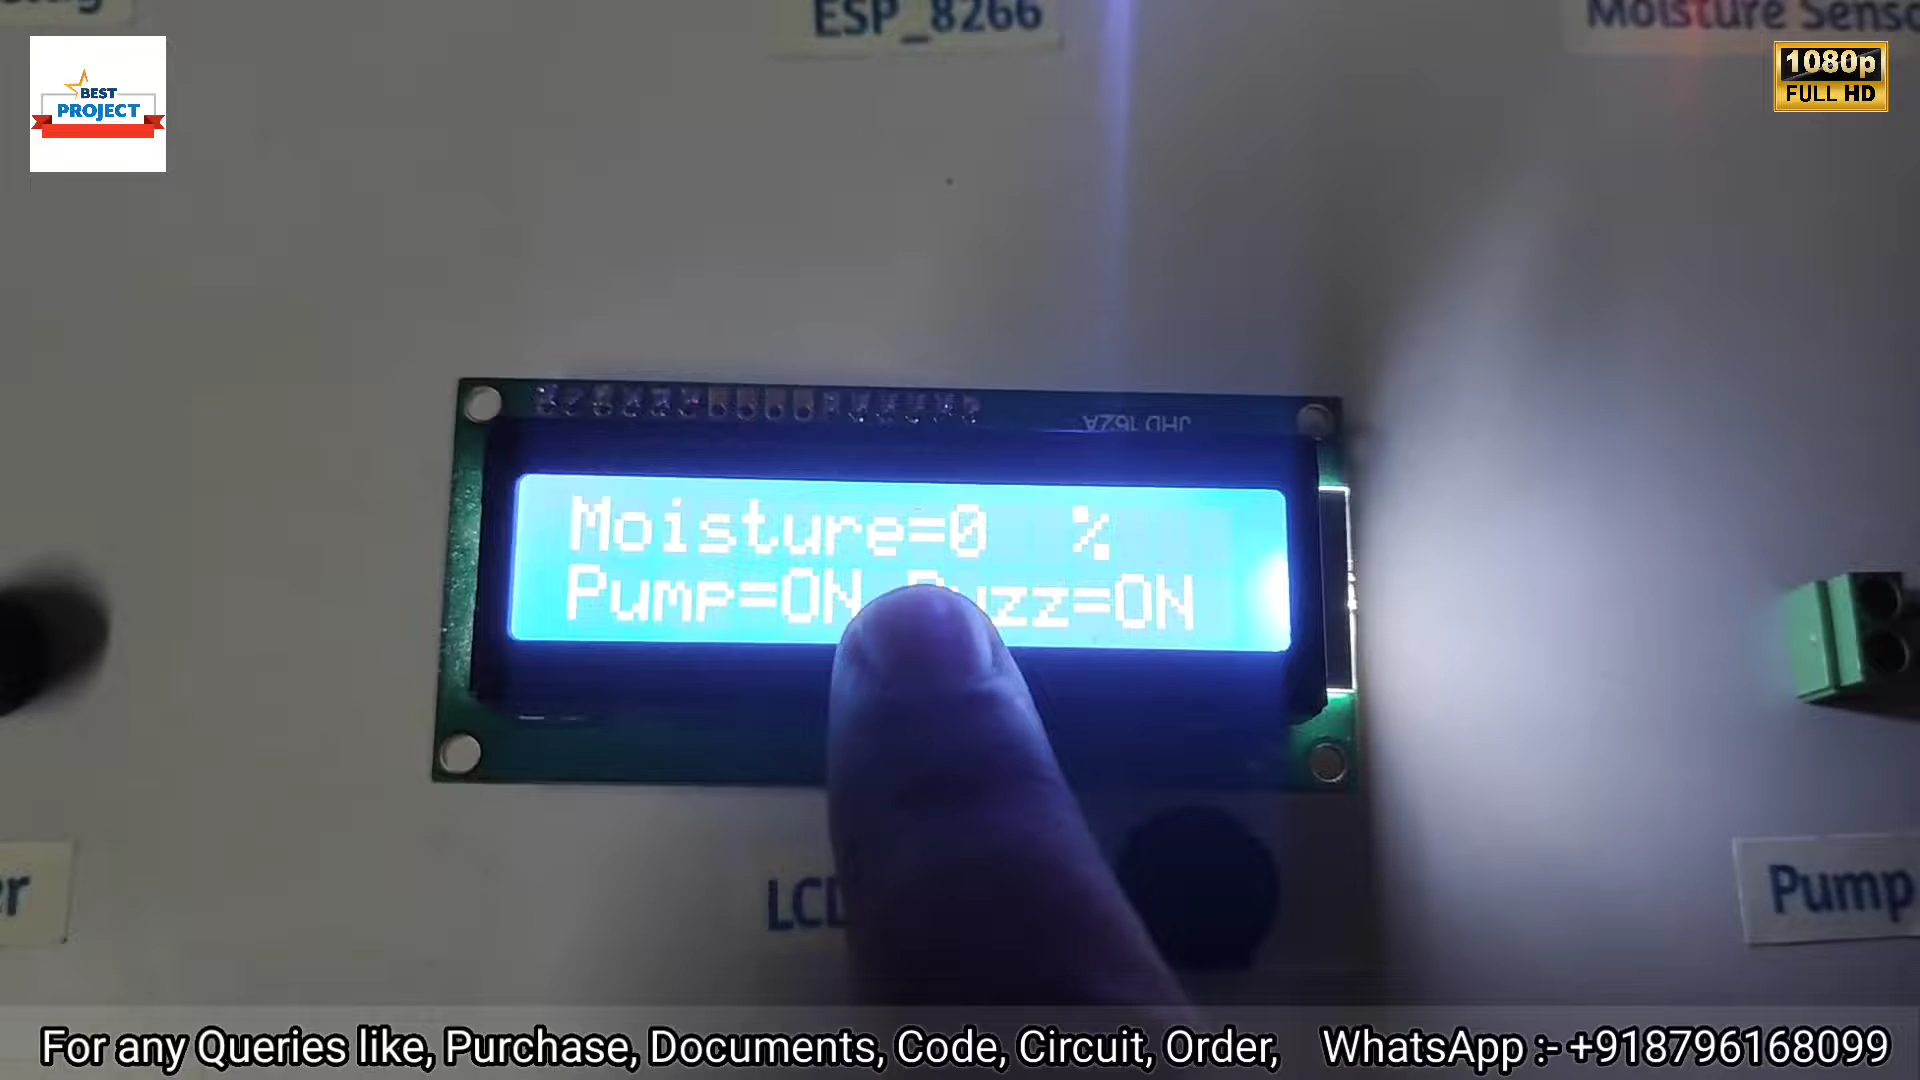 ESP_8266
Moisture Senso
BEST
PROJECT
1080p
FULL HD
JHD 162A
Moisture=0 %
Pump=ON Buzz=ON
er
LCD
Pump
For any Queries like, Purchase, Documents, Code, Circuit, Order, WhatsApp :- +918796168099